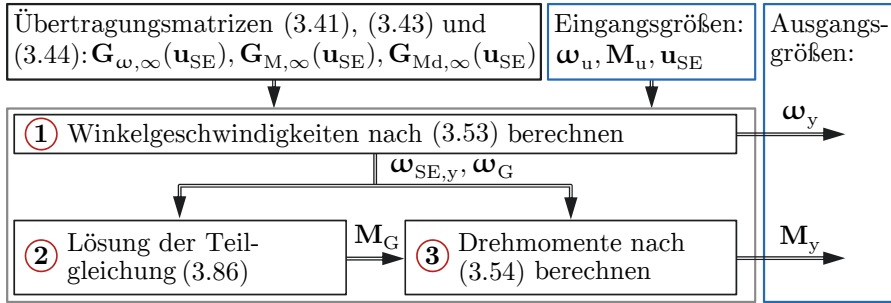 Übertragungsmatrizen (3.41), (3.43) und
(3.44): G_ω,∞(u_SE), G_M,∞(u_SE), G_Md,∞(u_SE)
Eingangsgrößen:
ω_u, M_u, u_SE
Ausgangs-
größen:
1 Winkelgeschwindigkeiten nach (3.53) berechnen
ω_y
ω_SE,y, ω_G
2 Lösung der Teil-
gleichung (3.86)
M_G
3 Drehmomente nach
(3.54) berechnen
M_y